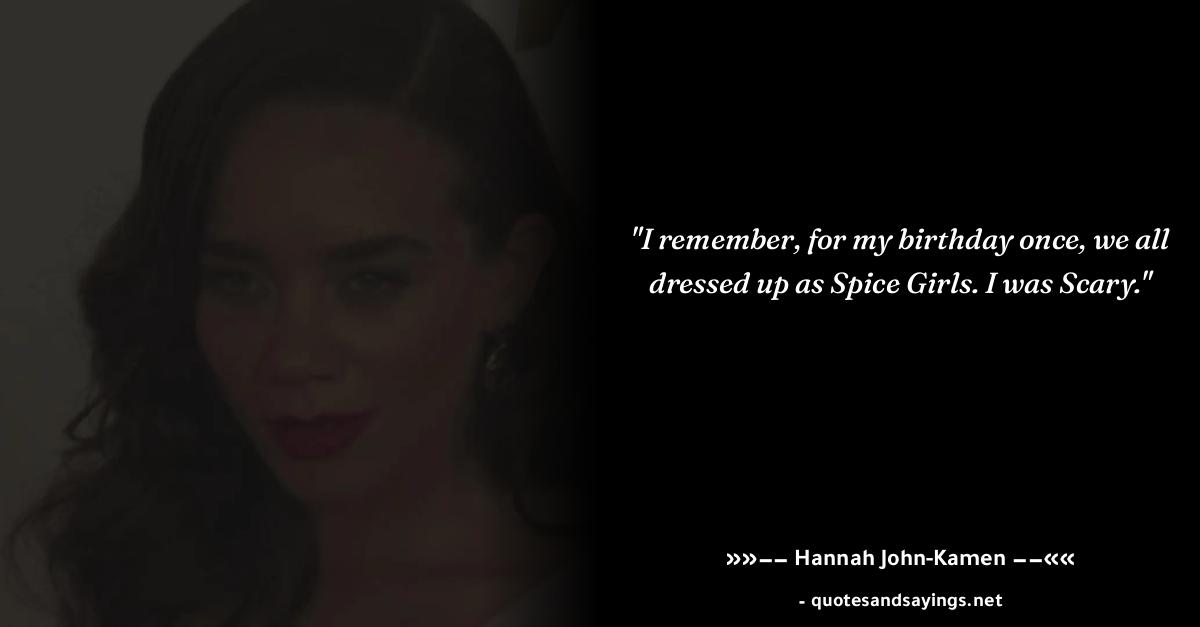 "I remember, for my birthday once, we all
dressed up as Spice Girls. I was Scary."
»»−− Hannah John-Kamen −−««
- quotesandsayings.net